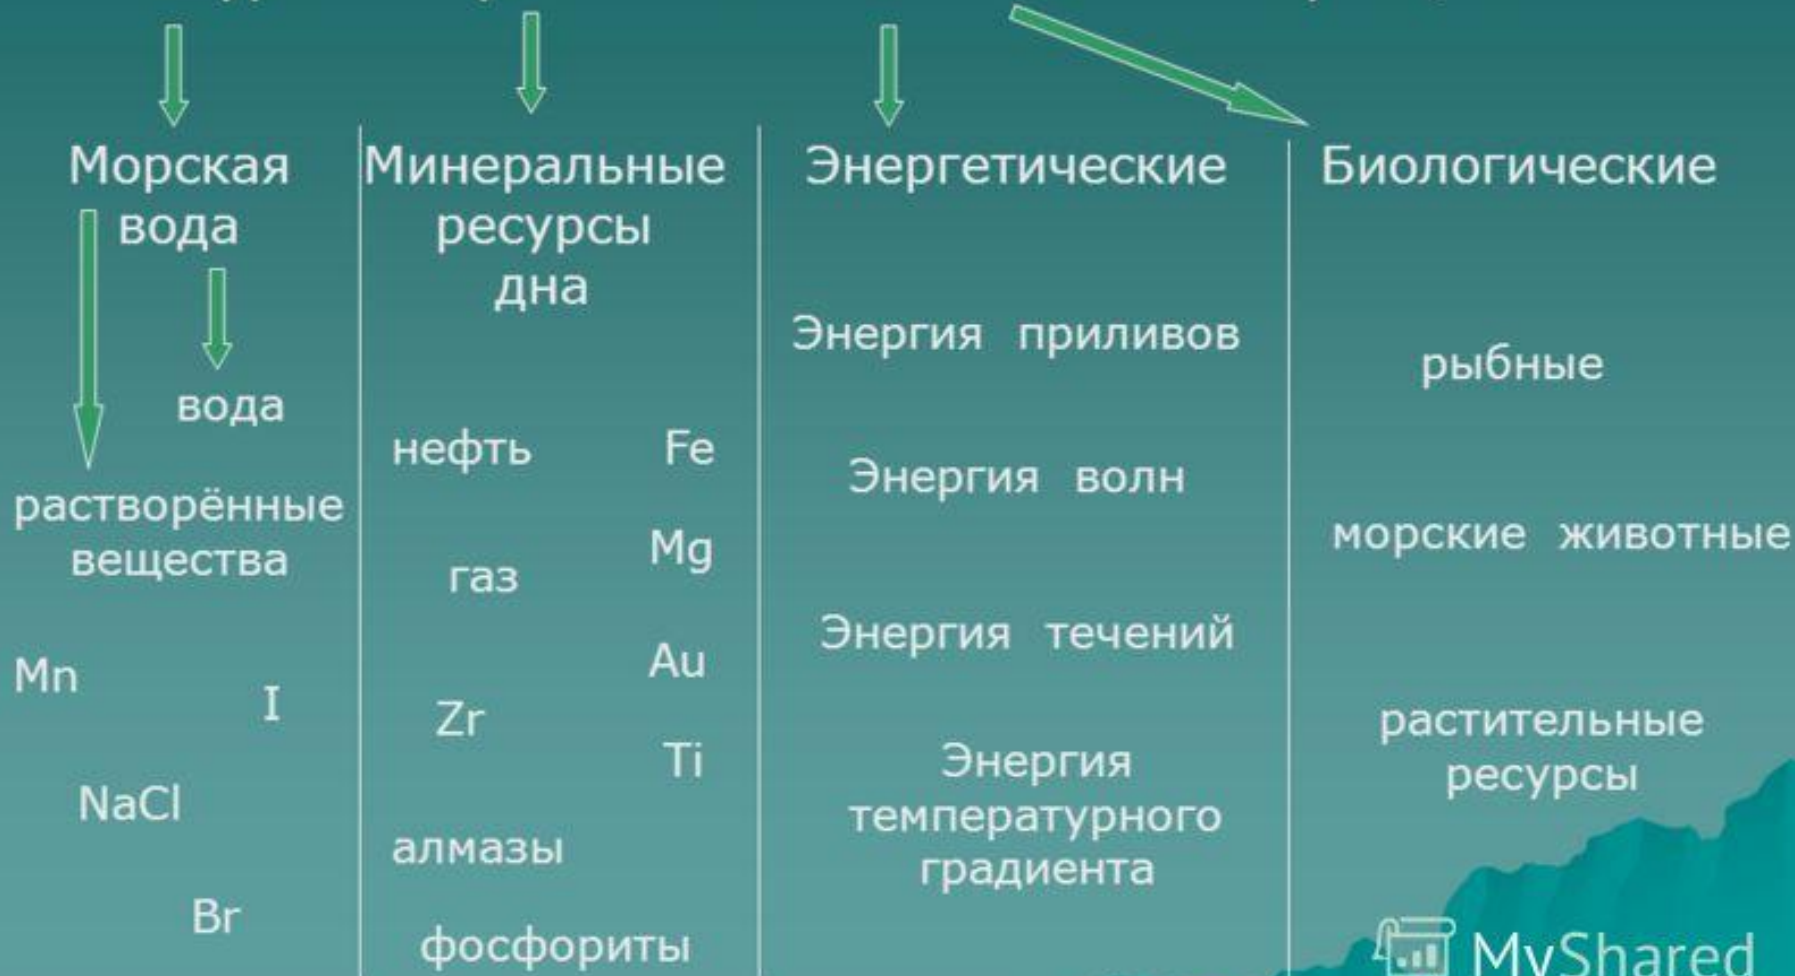 Морская
вода
вода
растворённые
вещества
Mn
I
NaCl
Br
Минеральные
ресурсы
дна
нефть
Fe
Mg
газ
Au
Zr
Ti
алмазы
фосфориты
Энергетические
Энергия приливов
Энергия волн
Энергия течений
Энергия
температурного
градиента
Биологические
рыбные
морские животные
растительные
ресурсы
MyShared